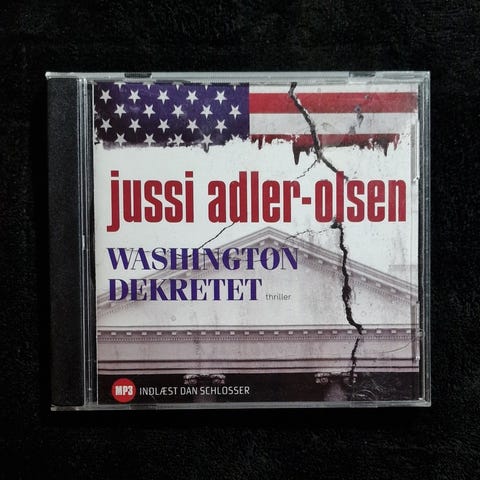 jussi adler-olsen
WASHINGTON
DEKRETET thriller
MP3 INDLÆST DAN SCHLOSSER